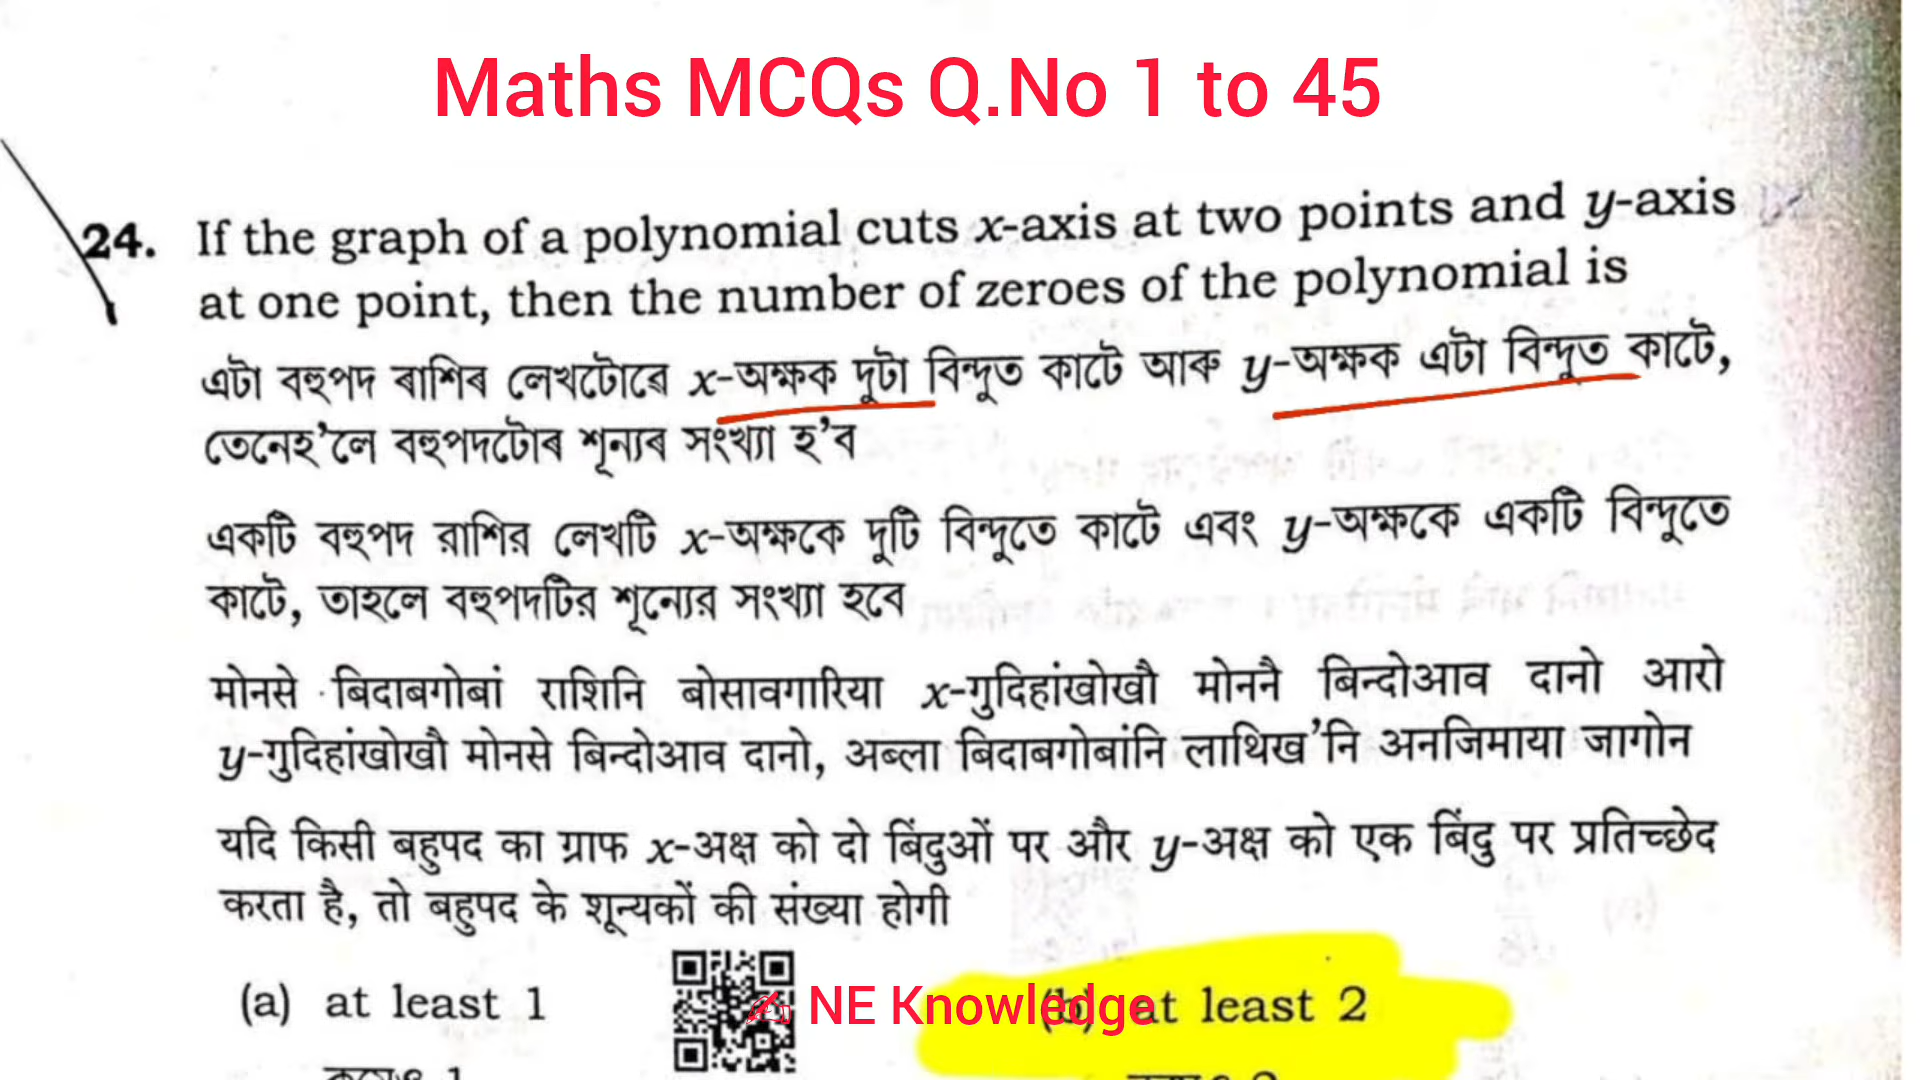 Maths MCQs Q.No 1 to 45
24. If the graph of a polynomial cuts x-axis at two points and y-axis
at one point, then the number of zeroes of the polynomial is
এটা বহুপদ ৰাশিৰ লেখটোৱে x-অক্ষক দুটা বিন্দুত কাটে আৰু y-অক্ষক এটা বিন্দুত কাটে,
তেনেহ'লে বহুপদটোৰ শূন্যৰ সংখ্যা হ'ব
একটি বহুপদ রাশির লেখটি x-অক্ষকে দুটি বিন্দুতে কাটে এবং y-অক্ষকে একটি বিন্দুতে
কাটে, তাহলে বহুপদটির শূন্যের সংখ্যা হবে
मोनसे बिदाबगोबां राशिनि बोसावगारिया x-गुदिहांखोखौ मोननै बिन्दोआव दानो आरो
y-गुदिहांखोखौ मोनसे बिन्दोआव दानो, अब्ला बिदाबगोबांनि लाथिख'नि अनजिमाया जागोन
यदि किसी बहुपद का ग्राफ x-अक्ष को दो बिंदुओं पर और y-अक्ष को एक बिंदु पर प्रतिच्छेद
करता है, तो बहुपद के शून्यकों की संख्या होगी
(a) at least 1
NE Knowledge
(b) at least 2